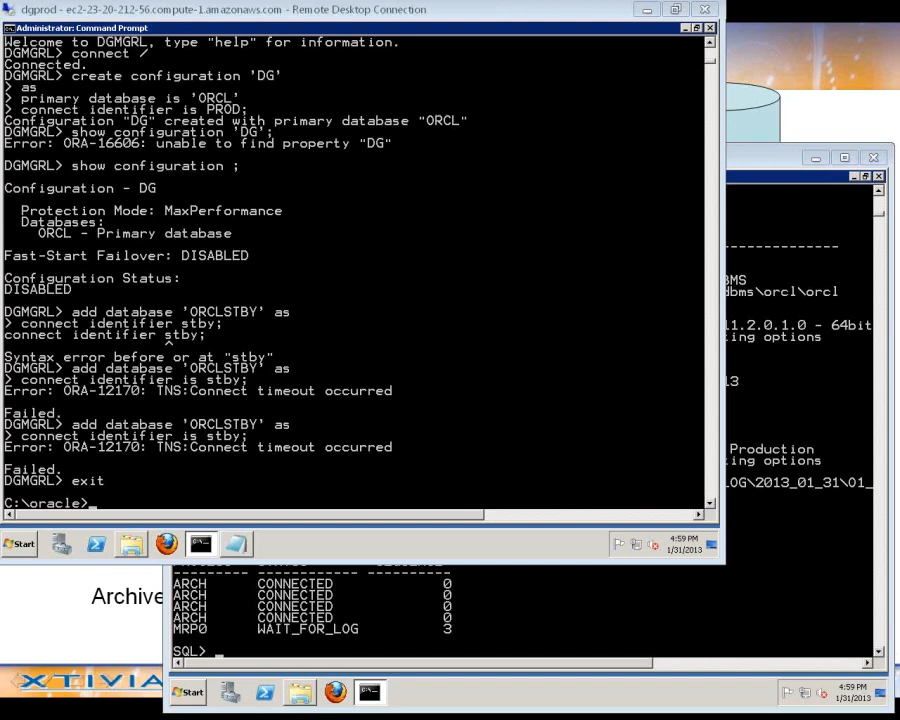 dgprod - ec2-23-20-212-56.compute-1.amazonaws.com - Remote Desktop Connection
Administrator: Command Prompt
Welcome to DGMGRL, type "help" for information.
DGMGRL> connect /
Connected.
DGMGRL> create configuration 'DG'
> as
> primary database is 'ORCL'
> connect identifier is PROD;
Configuration "DG" created with primary database "ORCL"
DGMGRL> show configuration 'DG';
Error: ORA-16606: unable to find property "DG"
DGMGRL> show configuration ;
Configuration - DG
Protection Mode: MaxPerformance
Databases:
ORCL - Primary database
Fast-Start Failover: DISABLED
Configuration Status:
DISABLED
DGMGRL> add database 'ORCLSTBY' as
> connect identifier stby;
connect identifier stby;
^
Syntax error before or at "stby"
DGMGRL> add database 'ORCLSTBY' as
> connect identifier is stby;
Error: ORA-12170: TNS:Connect timeout occurred
Failed.
DGMGRL> add database 'ORCLSTBY' as
> connect identifier is stby;
Error: ORA-12170: TNS:Connect timeout occurred
Failed.
DGMGRL> exit
C:\oracle>_
Start
4:59 PM
1/31/2013
--------------
BMS
dbms\orcl\orcl
11.2.0.1.0 - 64bit
ing options
13
Production
ing options
OG\2013_01_31\01_
--------- ------------ ----------
ARCH CONNECTED 0
ARCH CONNECTED 0
ARCH CONNECTED 0
ARCH CONNECTED 0
MRP0 WAIT_FOR_LOG 3
SQL> _
Start
4:59 PM
1/31/2013
Archive
XTIVIA